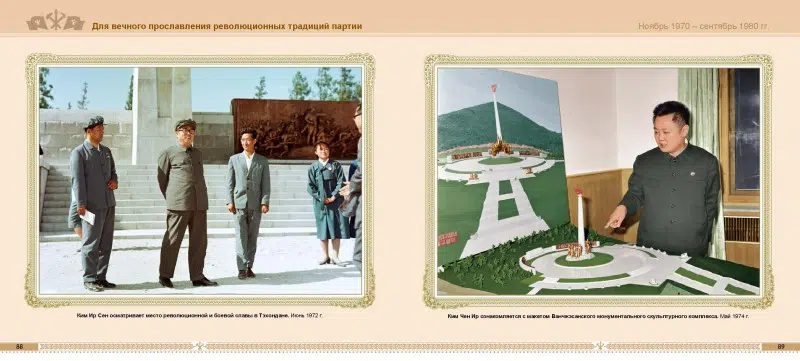 Для вечного прославления революционных традиций партии
Ноябрь 1970 – сентябрь 1980 гг.
Ким Ир Сен осматривает место революционной и боевой славы в Тэхондане. Июнь 1972 г.
Ким Чен Ир ознакомляется с макетом Ванчжэсанского монументального скульптурного комплекса. Май 1974 г.
88
89